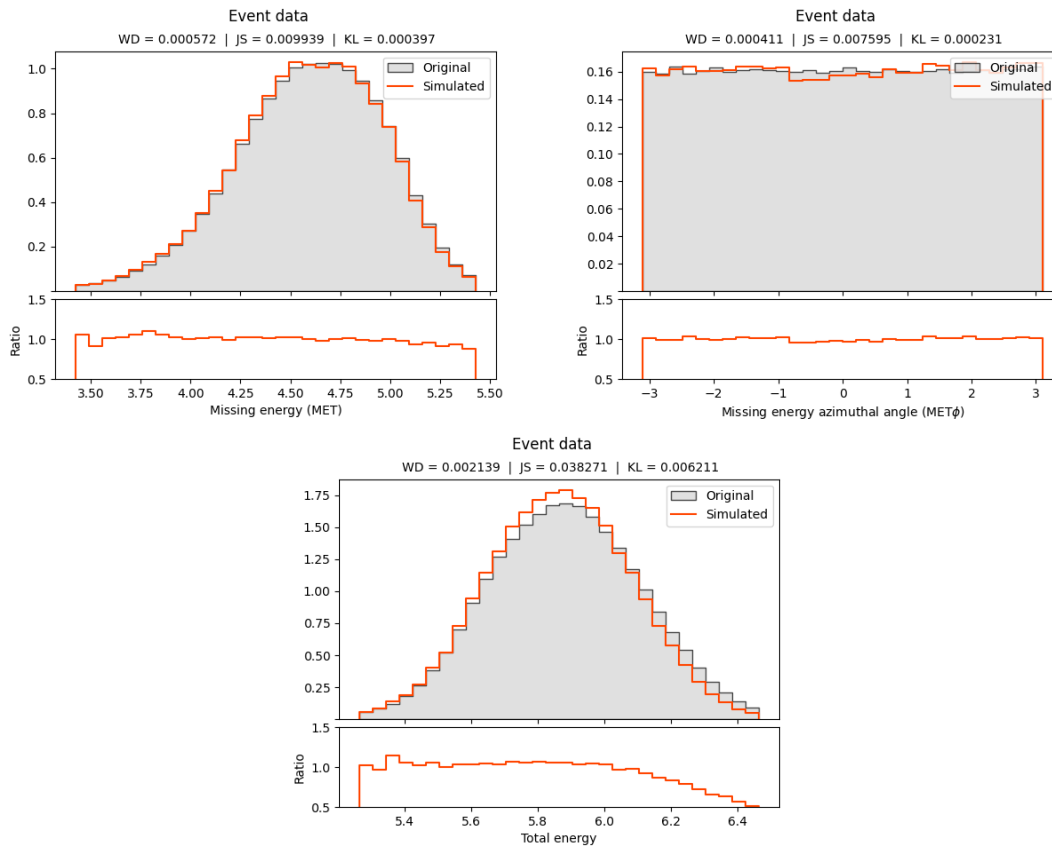 Event data
WD = 0.000572 | JS = 0.009939 | KL = 0.000397
Original
Simulated
1.0
0.8
0.6
0.4
0.2
1.5
1.0
0.5
Ratio
3.50 3.75 4.00 4.25 4.50 4.75 5.00 5.25 5.50
Missing energy (MET)
Event data
WD = 0.000411 | JS = 0.007595 | KL = 0.000231
Original
Simulated
0.16
0.14
0.12
0.10
0.08
0.06
0.04
0.02
1.5
1.0
0.5
Ratio
−3 −2 −1 0 1 2 3
Missing energy azimuthal angle (METϕ)
Event data
WD = 0.002139 | JS = 0.038271 | KL = 0.006211
Original
Simulated
1.75
1.50
1.25
1.00
0.75
0.50
0.25
1.5
1.0
0.5
Ratio
5.4 5.6 5.8 6.0 6.2 6.4
Total energy